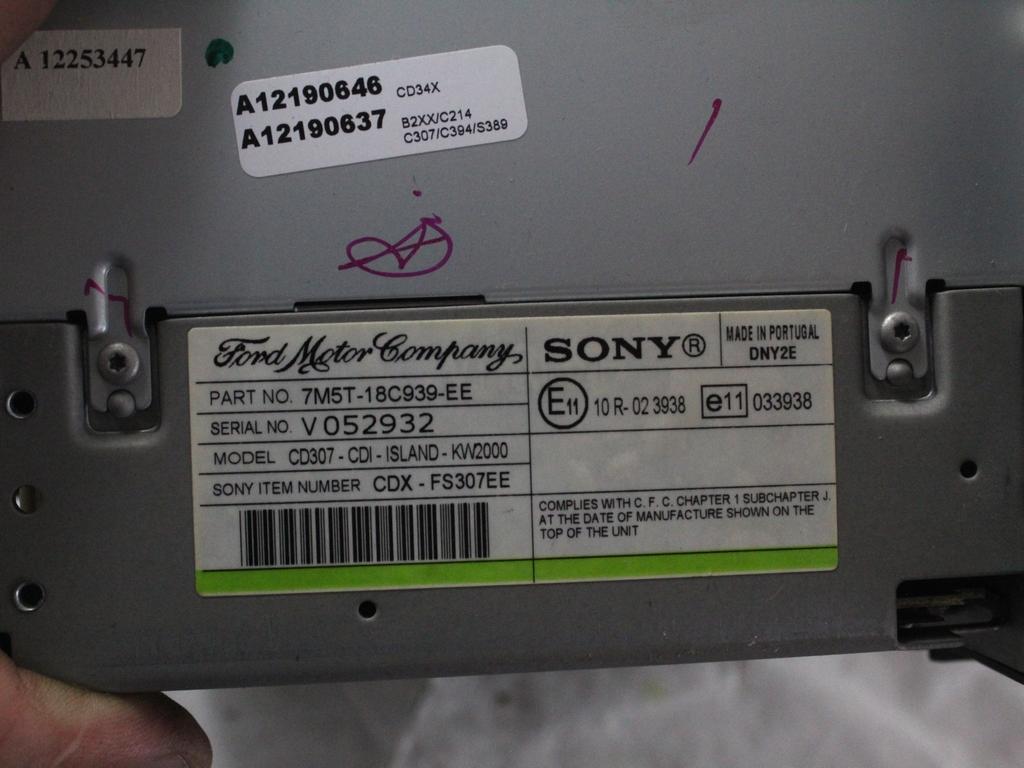 A 12253447
A12190646 CD34X
A12190637 B2XX/C214
C307/C394/S389
Ford Motor Company
PART NO. 7M5T-18C939-EE
SERIAL NO. V 052932
MODEL CD307 - CDI - ISLAND - KW2000
SONY ITEM NUMBER CDX - FS307EE
SONY®
MADE IN PORTUGAL
DNY2E
E11 10 R- 02 3938 e11 033938
COMPLIES WITH C. F. C. CHAPTER 1 SUBCHAPTER J.
AT THE DATE OF MANUFACTURE SHOWN ON THE
TOP OF THE UNIT